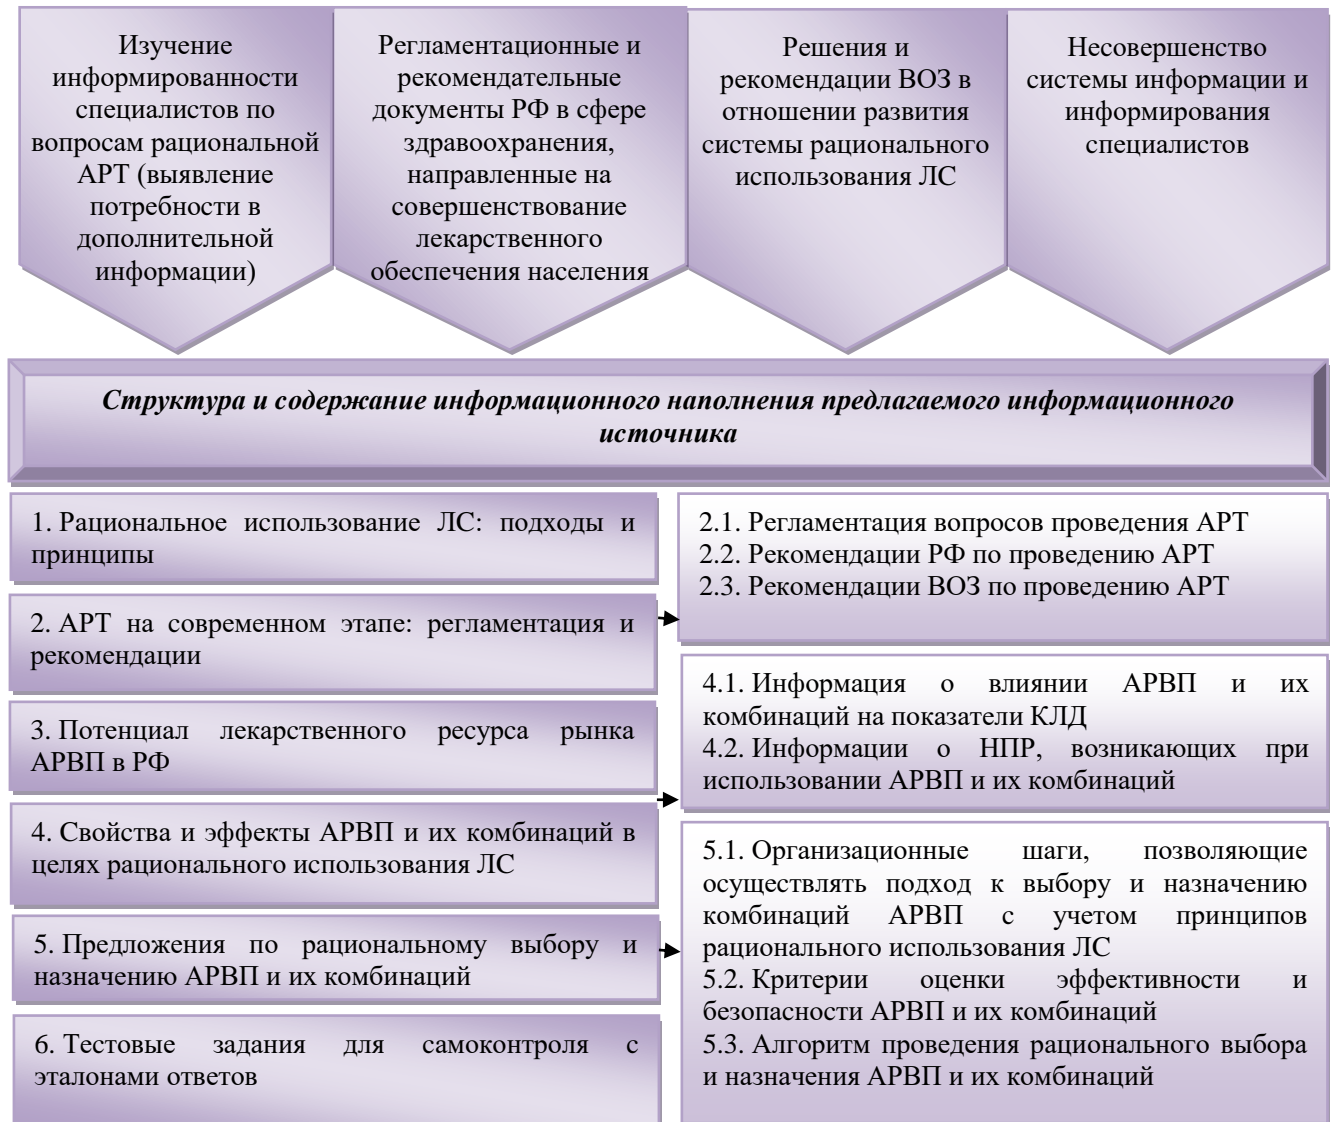 Изучение
информированности
специалистов по
вопросам рациональной
АРТ (выявление
потребности в
дополнительной
информации)
Регламентационные и
рекомендательные
документы РФ в сфере
здравоохранения,
направленные на
совершенствование
лекарственного
обеспечения населения
Решения и
рекомендации ВОЗ в
отношении развития
системы рационального
использования ЛС
Несовершенство
системы информации и
информирования
специалистов
Структура и содержание информационного наполнения предлагаемого информационного
источника
1. Рациональное использование ЛС: подходы и
принципы
2. АРТ на современном этапе: регламентация и
рекомендации
3. Потенциал лекарственного ресурса рынка
АРВП в РФ
4. Свойства и эффекты АРВП и их комбинаций в
целях рационального использования ЛС
5. Предложения по рациональному выбору и
назначению АРВП и их комбинаций
6. Тестовые задания для самоконтроля с
эталонами ответов
2.1. Регламентация вопросов проведения АРТ
2.2. Рекомендации РФ по проведению АРТ
2.3. Рекомендации ВОЗ по проведению АРТ
4.1. Информация о влиянии АРВП и их
комбинаций на показатели КЛД
4.2. Информации о НПР, возникающих при
использовании АРВП и их комбинаций
5.1. Организационные шаги, позволяющие
осуществлять подход к выбору и назначению
комбинаций АРВП с учетом принципов
рационального использования ЛС
5.2. Критерии оценки эффективности и
безопасности АРВП и их комбинаций
5.3. Алгоритм проведения рационального выбора
и назначения АРВП и их комбинаций